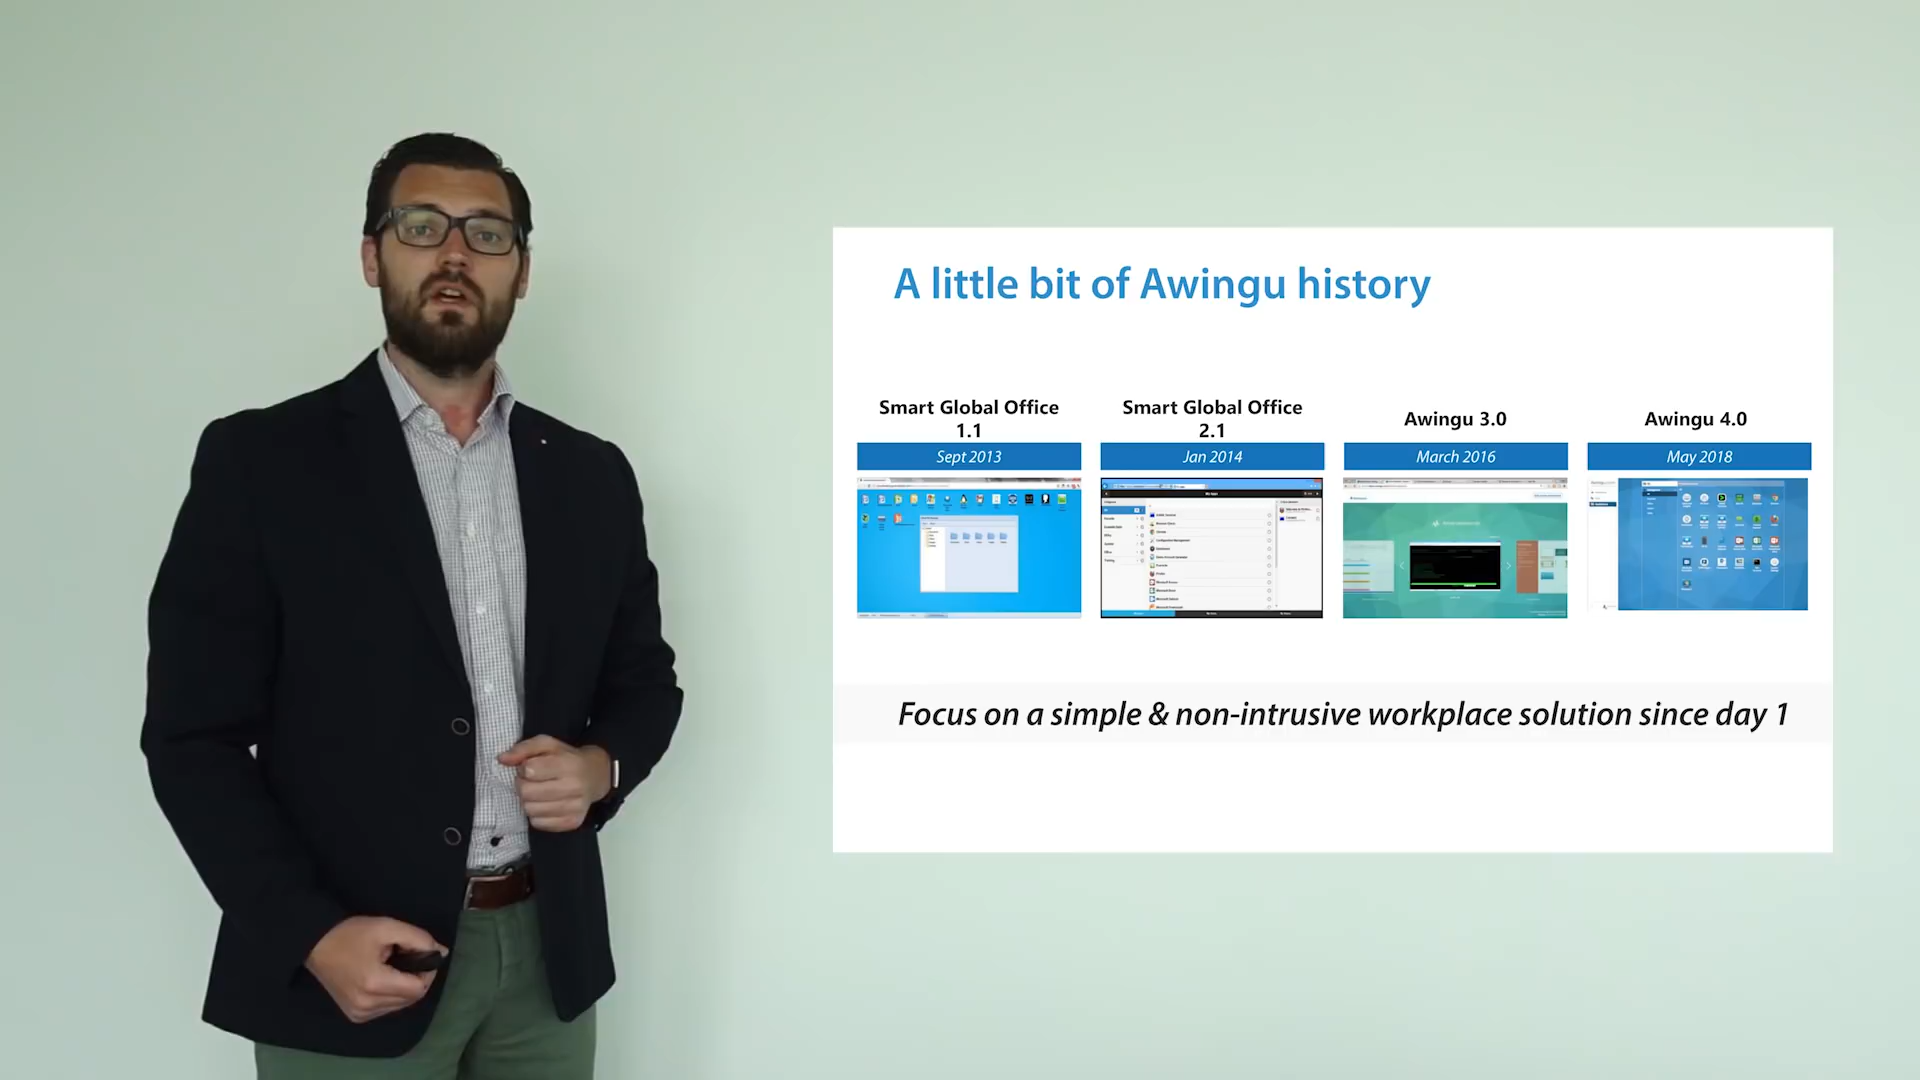 A little bit of Awingu history
Smart Global Office
1.1
Sept 2013
Smart Global Office
2.1
Jan 2014
Awingu 3.0
March 2016
Awingu 4.0
May 2018
Focus on a simple & non-intrusive workplace solution since day 1